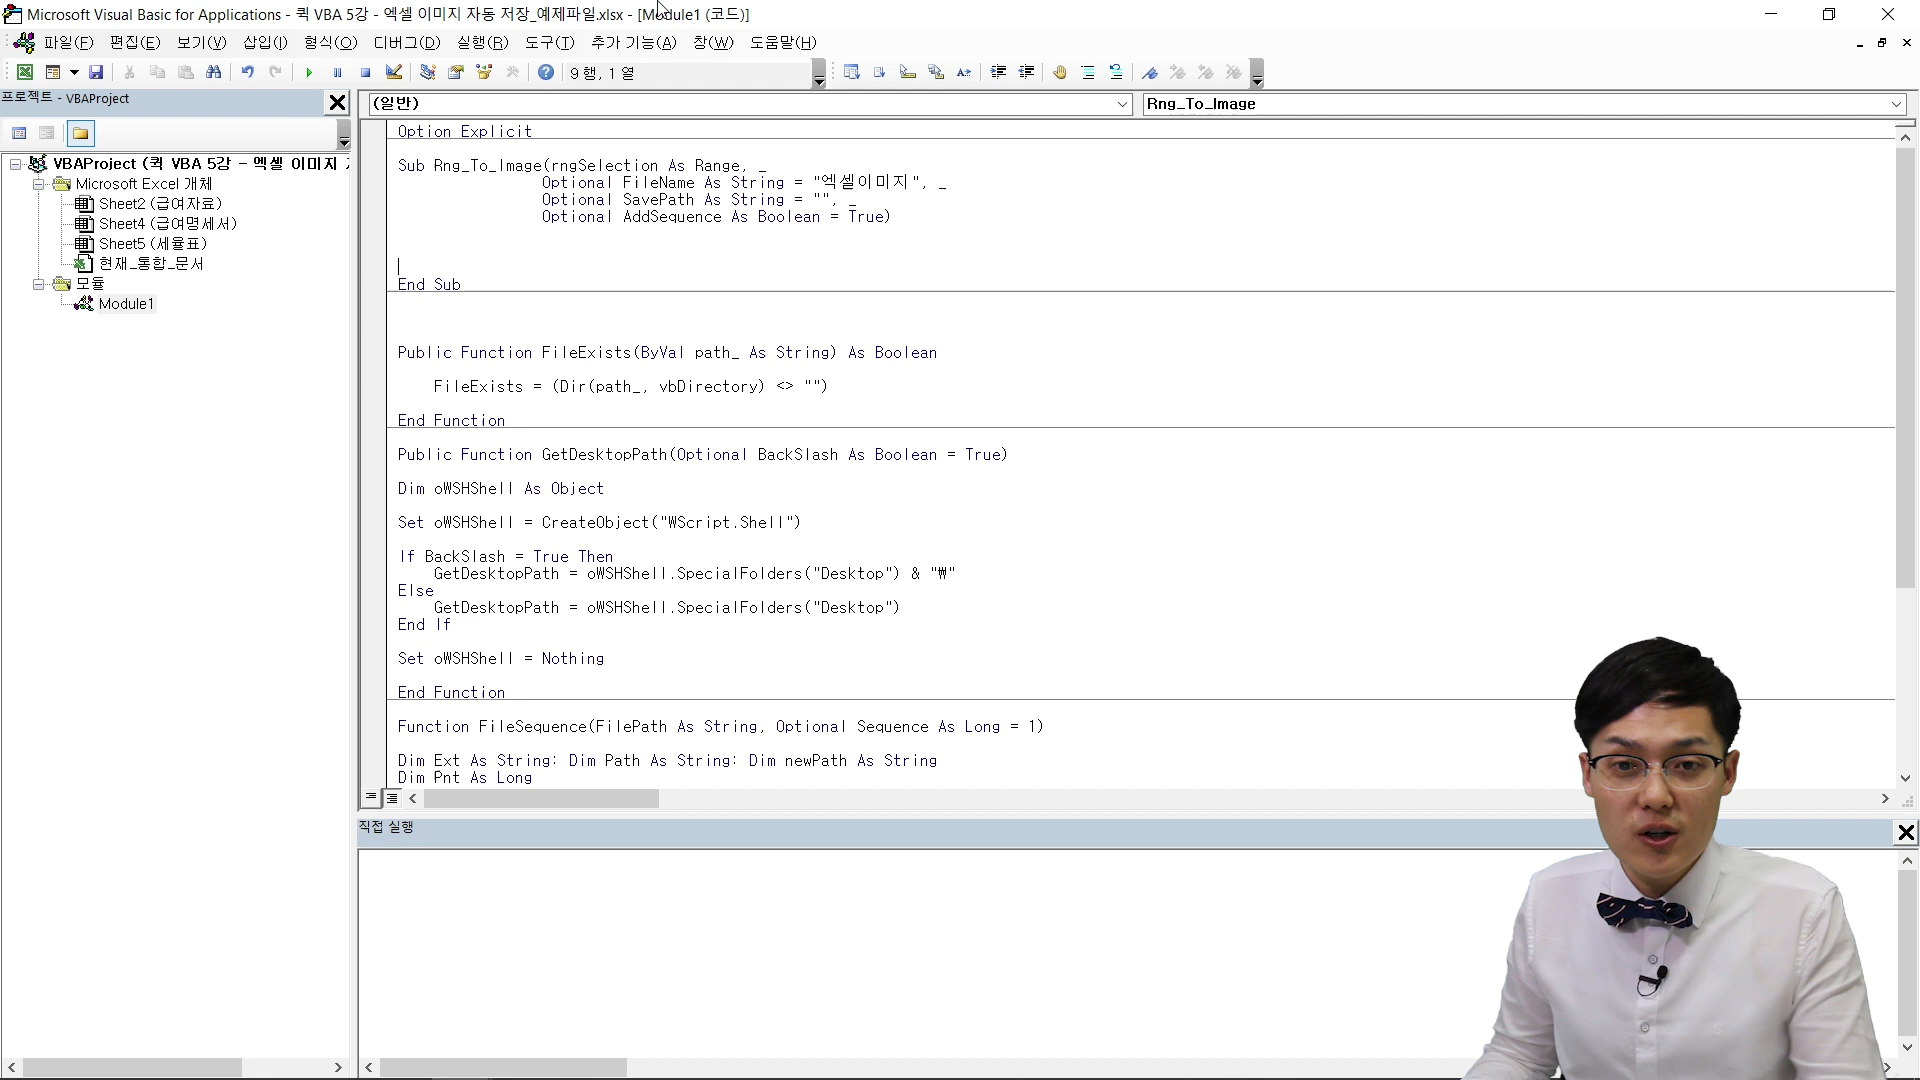 Microsoft Visual Basic for Applications - 퀵 VBA 5강 - 엑셀 이미지 자동 저장_예제파일.xlsx - [Module1 (코드)]
파일(F) 편집(E) 보기(V) 삽입(I) 형식(O) 디버그(D) 실행(R) 도구(T) 추가 기능(A) 창(W) 도움말(H)
9행, 1 열
프로젝트 - VBAProject
(일반)
Rng_To_Image
VBAProject (퀵 VBA 5강 - 엑셀 이미지
Microsoft Excel 개체
Sheet2 (급여자료)
Sheet4 (급여명세서)
Sheet5 (세율표)
현재_통합_문서
모듈
Module1
Option Explicit
Sub Rng_To_Image(rngSelection As Range, _
Optional FileName As String = "엑셀이미지", _
Optional SavePath As String = "", _
Optional AddSequence As Boolean = True)
End Sub
Public Function FileExists(ByVal path_ As String) As Boolean
FileExists = (Dir(path_, vbDirectory) <> "")
End Function
Public Function GetDesktopPath(Optional BackSlash As Boolean = True)
Dim oWSHShell As Object
Set oWSHShell = CreateObject("WScript.Shell")
If BackSlash = True Then
GetDesktopPath = oWSHShell.SpecialFolders("Desktop") & "₩"
Else
GetDesktopPath = oWSHShell.SpecialFolders("Desktop")
End If
Set oWSHShell = Nothing
End Function
Function FileSequence(FilePath As String, Optional Sequence As Long = 1)
Dim Ext As String: Dim Path As String: Dim newPath As String
Dim Pnt As Long
직접 실행